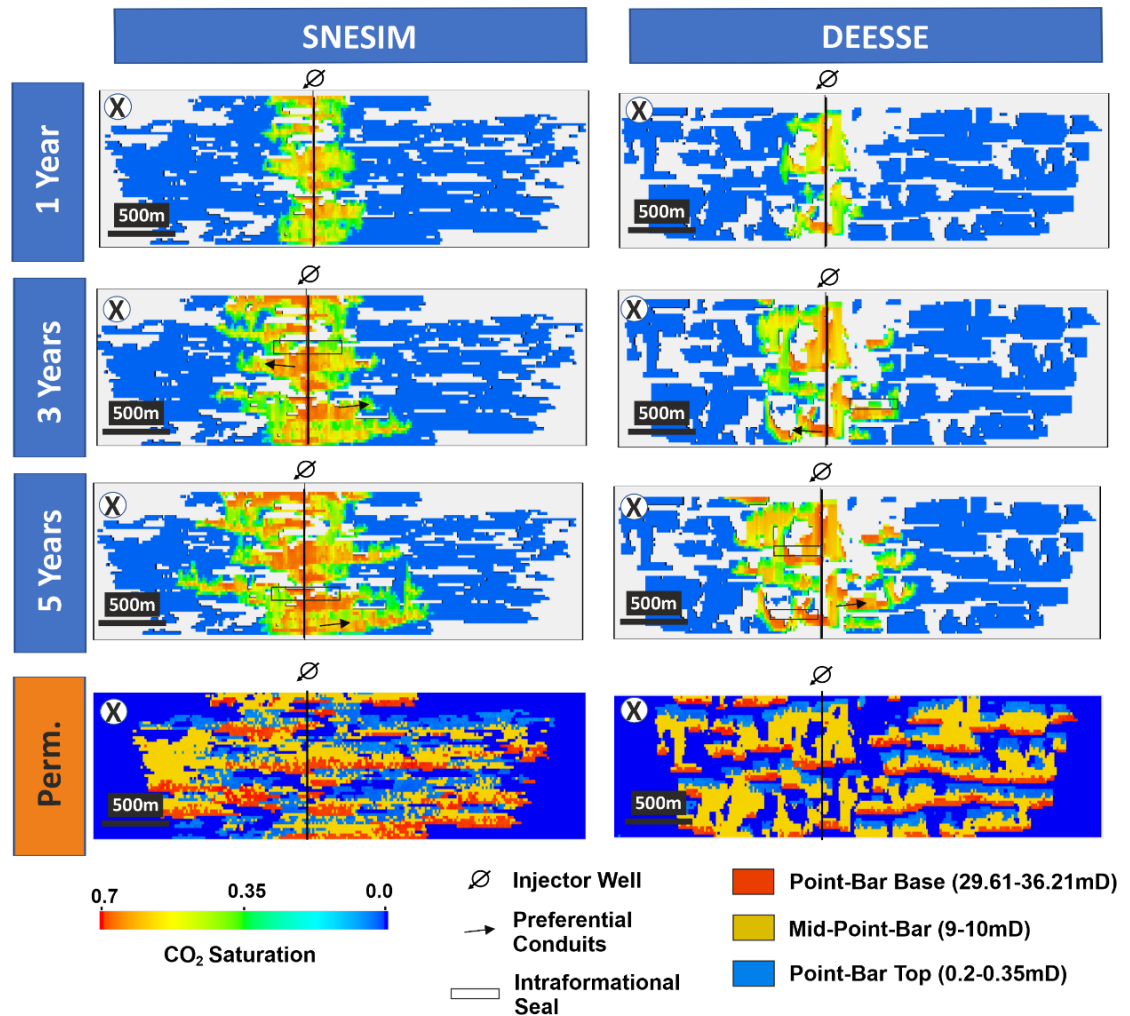 SNESIM
DEESSE
1 Year
X
500m
X
500m
3 Years
X
500m
X
500m
5 Years
X
500m
X
500m
Perm.
X
500m
X
500m
0.7
0.35
0.0
CO₂ Saturation
Injector Well
Preferential
Conduits
Intraformational
Seal
Point-Bar Base (29.61-36.21mD)
Mid-Point-Bar (9-10mD)
Point-Bar Top (0.2-0.35mD)